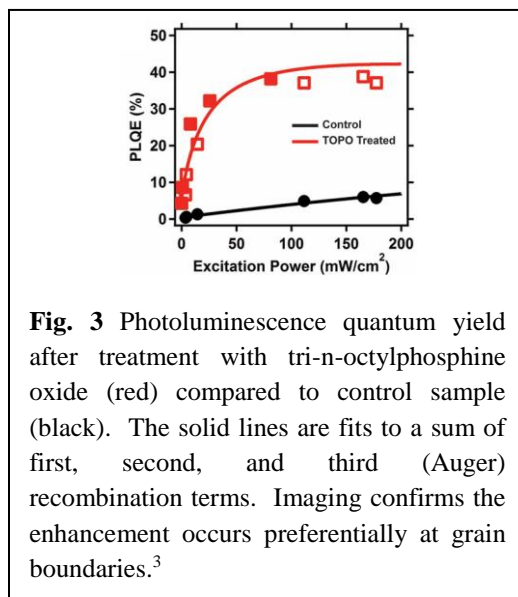 50
40
30
20
10
0
PLQE (%)
Control
TOPO Treated
0 50 100 150 200
Excitation Power (mW/cm2)
Fig. 3 Photoluminescence quantum yield
after treatment with tri-n-octylphosphine
oxide (red) compared to control sample
(black). The solid lines are fits to a sum of
first, second, and third (Auger)
recombination terms. Imaging confirms the
enhancement occurs preferentially at grain
boundaries.3